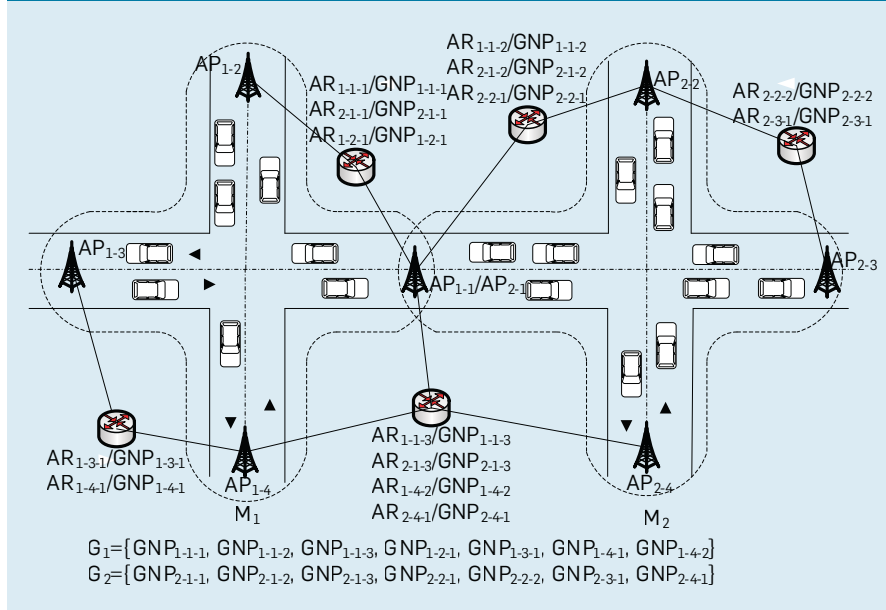 AP₁₋₂
AR₁₋₁₋₁/GNP₁₋₁₋₁
AR₂₋₁₋₁/GNP₂₋₁₋₁
AR₁₋₂₋₁/GNP₁₋₂₋₁
AR₁₋₁₋₂/GNP₁₋₁₋₂
AR₂₋₁₋₂/GNP₂₋₁₋₂
AR₂₋₂₋₁/GNP₂₋₂₋₁
AP₂₋₂
AR₂₋₂₋₂/GNP₂₋₂₋₂
AR₂₋₃₋₁/GNP₂₋₃₋₁
AP₁₋₃
AP₁₋₁/AP₂₋₁
AP₂₋₃
AR₁₋₃₋₁/GNP₁₋₃₋₁
AR₁₋₄₋₁/GNP₁₋₄₋₁
AP₁₋₄
M₁
AR₁₋₁₋₃/GNP₁₋₁₋₃
AR₂₋₁₋₃/GNP₂₋₁₋₃
AR₁₋₄₋₂/GNP₁₋₄₋₂
AR₂₋₄₋₁/GNP₂₋₄₋₁
AP₂₋₄
M₂
G₁={GNP₁₋₁₋₁, GNP₁₋₁₋₂, GNP₁₋₁₋₃, GNP₁₋₂₋₁, GNP₁₋₃₋₁, GNP₁₋₄₋₁, GNP₁₋₄₋₂}
G₂={GNP₂₋₁₋₁, GNP₂₋₁₋₂, GNP₂₋₁₋₃, GNP₂₋₂₋₁, GNP₂₋₂₋₂, GNP₂₋₃₋₁, GNP₂₋₄₋₁}